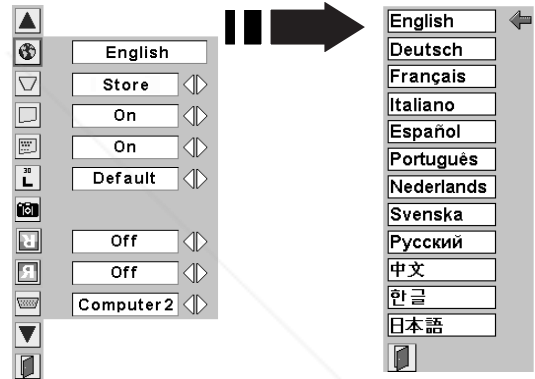 English
Store
On
On
30
L
Default
Off
Off
Computer2
English
Deutsch
Français
Italiano
Español
Português
Nederlands
Svenska
Русский
中文
한글
日本語